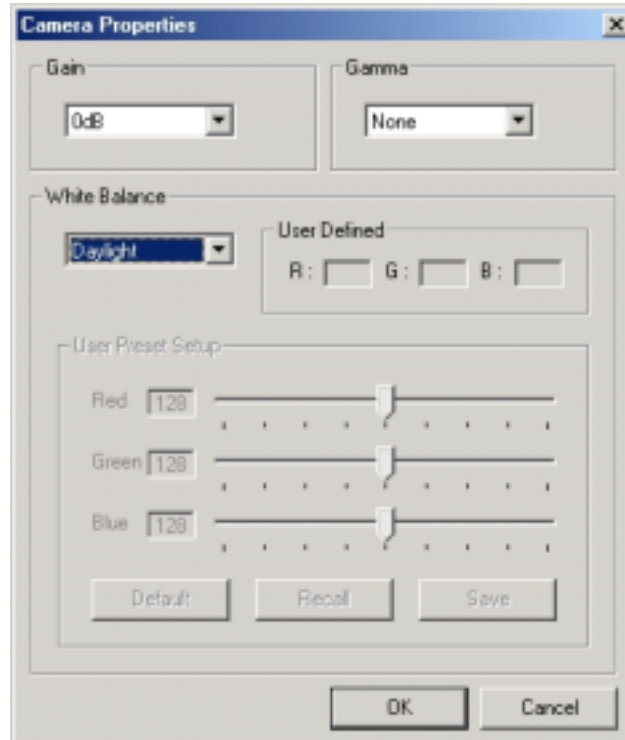 Camera Properties
Gain
Gamma
0dB
None
White Balance
Daylight
User Defined
R :
G :
B :
User Preset Setup
Red 128
Green 128
Blue 128
Default
Recall
Save
OK
Cancel